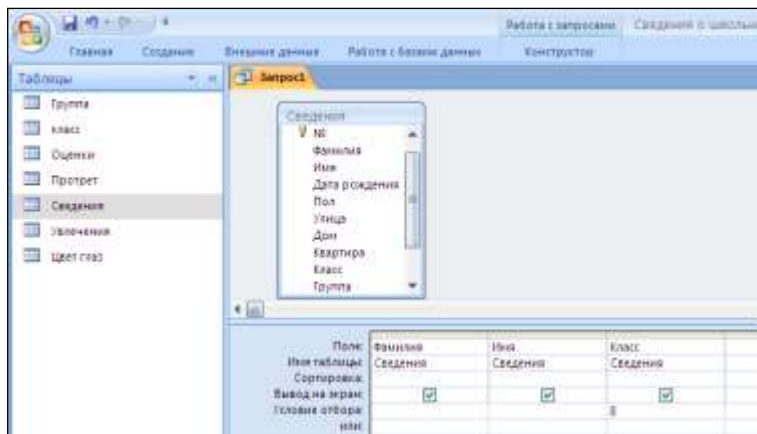 Работа с запросами Сведения о школьн
Главная Создание Внешние данные Работа с базами данных Конструктор
Таблицы
Запрос1
Группа
класс
Оценки
Протрет
Сведения
Увлечения
Цвет глаз
Сведения
№
Фамилия
Имя
Дата рождения
Пол
Улица
Дом
Квартира
Класс
Группа
Поле: Фамилия Имя Класс
Имя таблицы: Сведения Сведения Сведения
Сортировка:
Вывод на экран:
Условие отбора: 8
или: